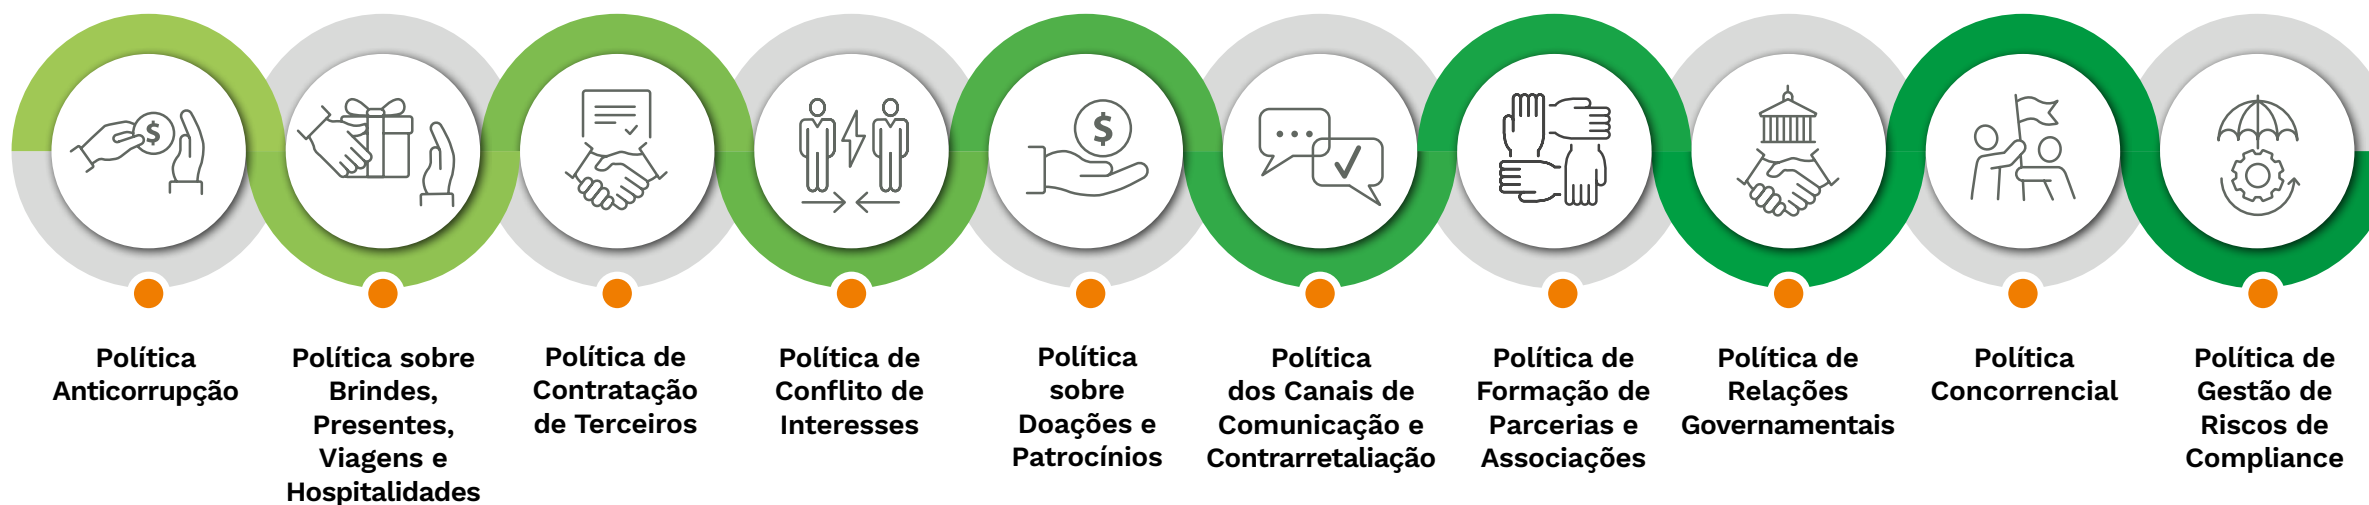 $
Política
Anticorrupção
Política sobre
Brindes,
Presentes,
Viagens e
Hospitalidades
Política de
Contratação
de Terceiros
Política de
Conflito de
Interesses
$
Política
sobre
Doações e
Patrocínios
Política
dos Canais de
Comunicação e
Contrarretaliação
Política de
Formação de
Parcerias e
Associações
Política de
Relações
Governamentais
Política
Concorrencial
Política de
Gestão de
Riscos de
Compliance